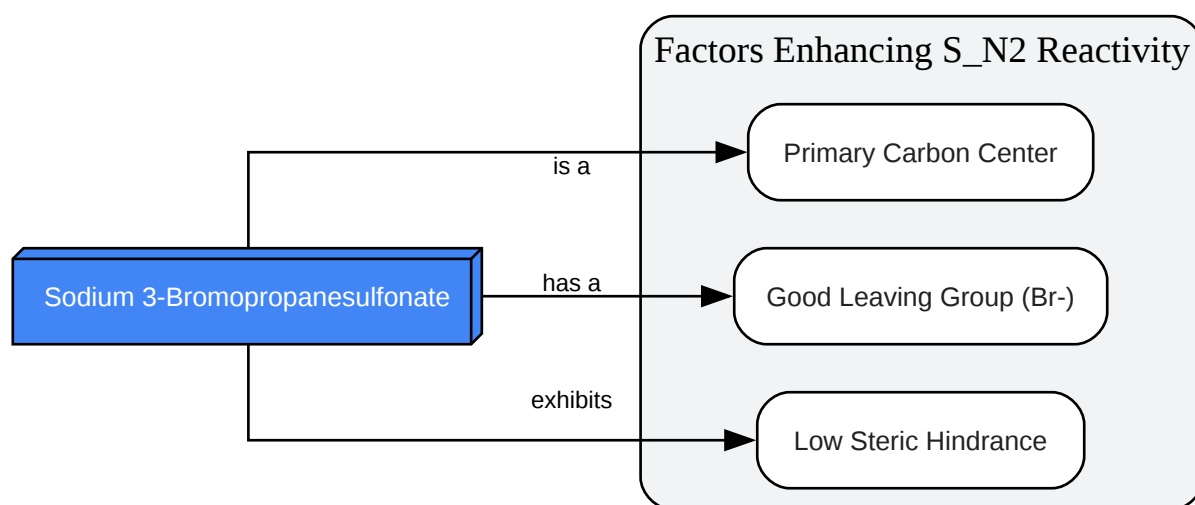 Factors Enhancing S_N2 Reactivity
is a
Primary Carbon Center
Sodium 3-Bromopropanesulfonate
has a
Good Leaving Group (Br-)
exhibits
Low Steric Hindrance